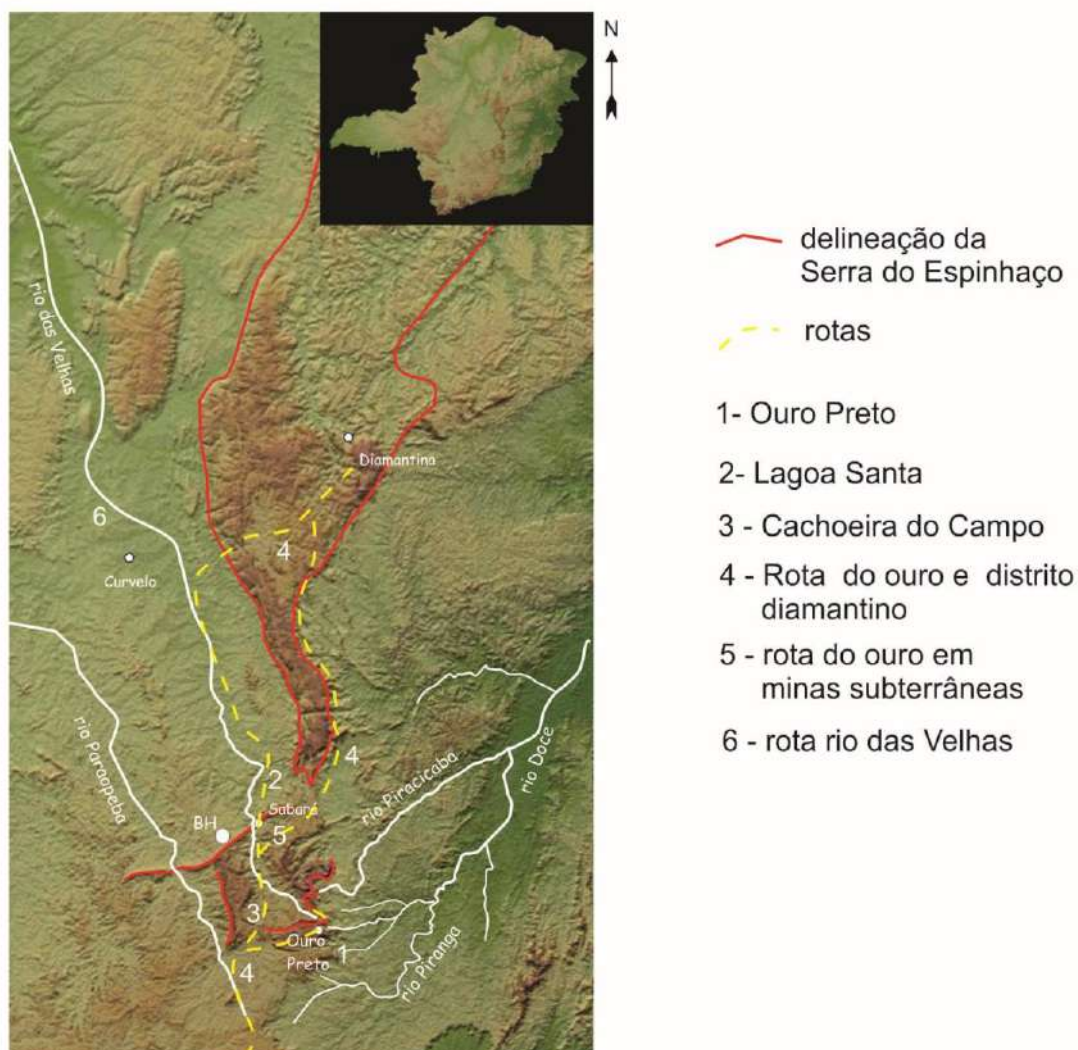 N
delineação da
Serra do Espinhaço
rotas
1- Ouro Preto
2- Lagoa Santa
3 - Cachoeira do Campo
4 - Rota do ouro e distrito
diamantino
5 - rota do ouro em
minas subterrâneas
6 - rota rio das Velhas
rio das Velhas
Diamantina
6
4
Curvelo
rio Paraopeba
2
4
rio Piracicaba
rio Doce
BH
Sabará
5
3
Ouro
Preto
1
4
rio Piranga